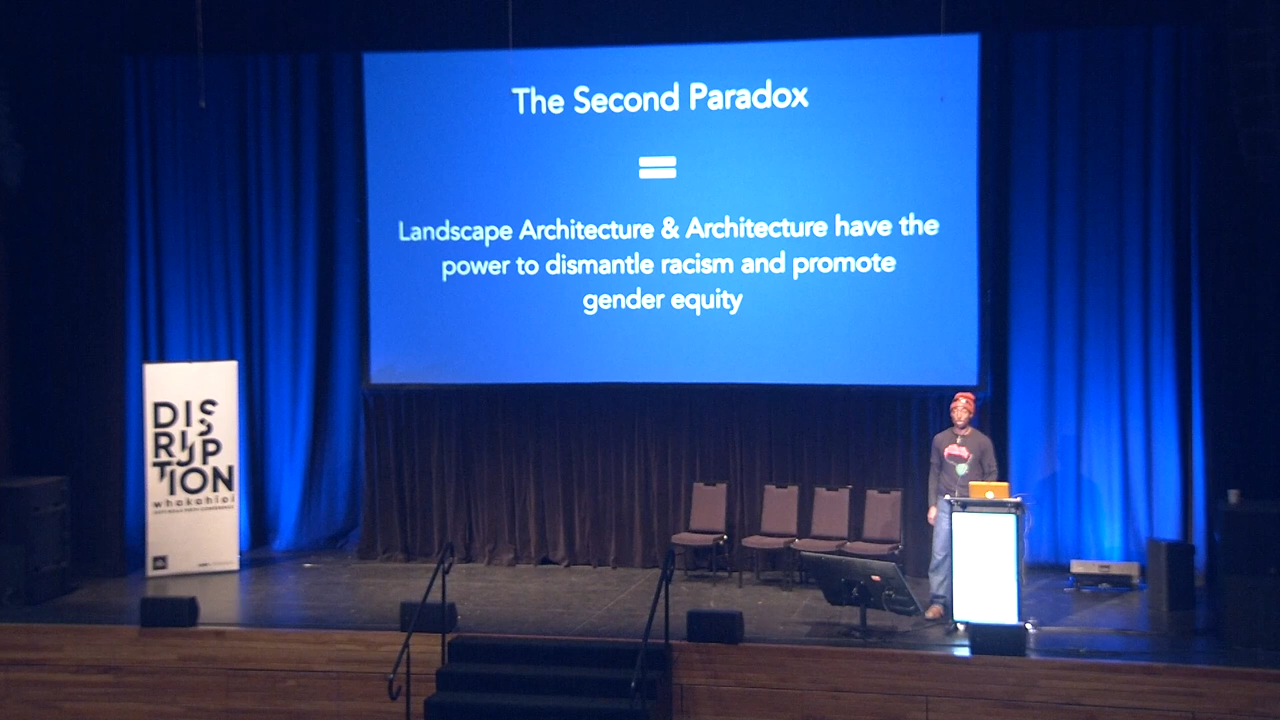 The Second Paradox
=
Landscape Architecture & Architecture have the
power to dismantle racism and promote
gender equity
DIS
RUP
TION
whakahioi